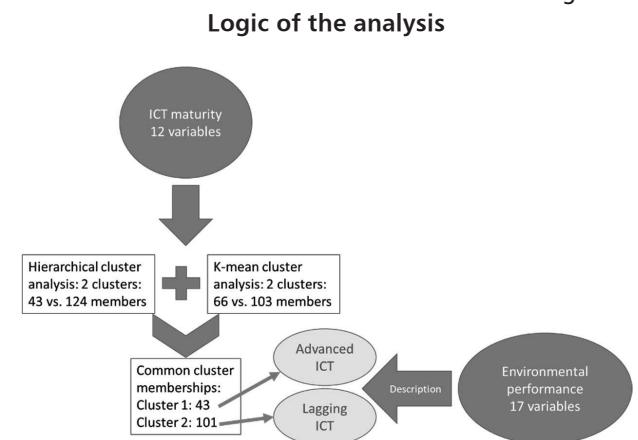 Logic of the analysis
ICT maturity
12 variables
Hierarchical cluster
analysis: 2 clusters:
43 vs. 124 members
K-mean cluster
analysis: 2 clusters:
66 vs. 103 members
Common cluster
memberships:
Cluster 1: 43
Cluster 2: 101
Advanced
ICT
Lagging
ICT
Description
Environmental
performance
17 variables